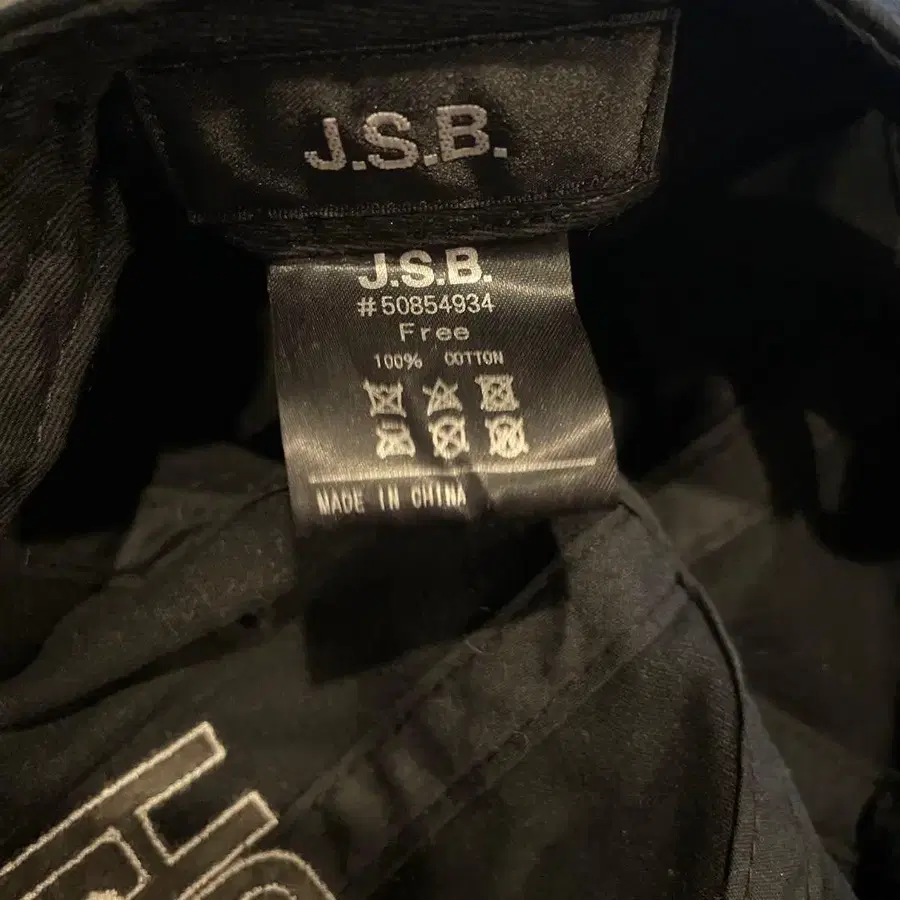 J.S.B.
J.S.B.
#50854934
Free
100% COTTON
MADE IN CHINA